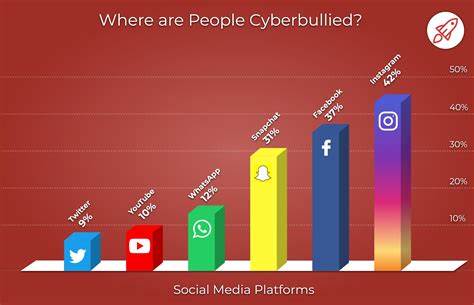 Where are People Cyberbullied?
50%
40%
30%
20%
10%
Twitter
9%
YouTube
10%
WhatsApp
12%
Snapchat
31%
Facebook
37%
Instagram
42%
Social Media Platforms